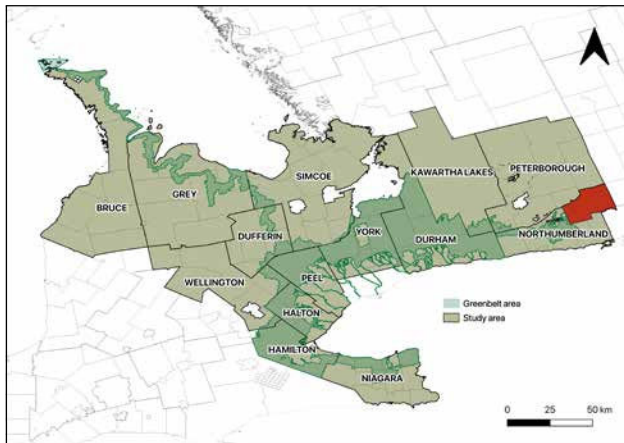 SIMCOE
KAWARTHA LAKES
PETERBOROUGH
GREY
BRUCE
DUFFERIN
YORK
DURHAM
NORTHUMBERLAND
WELLINGTON
PEEL
HALTON
HAMILTON
NIAGARA
Greenbelt area
Study area
0 25 50 km